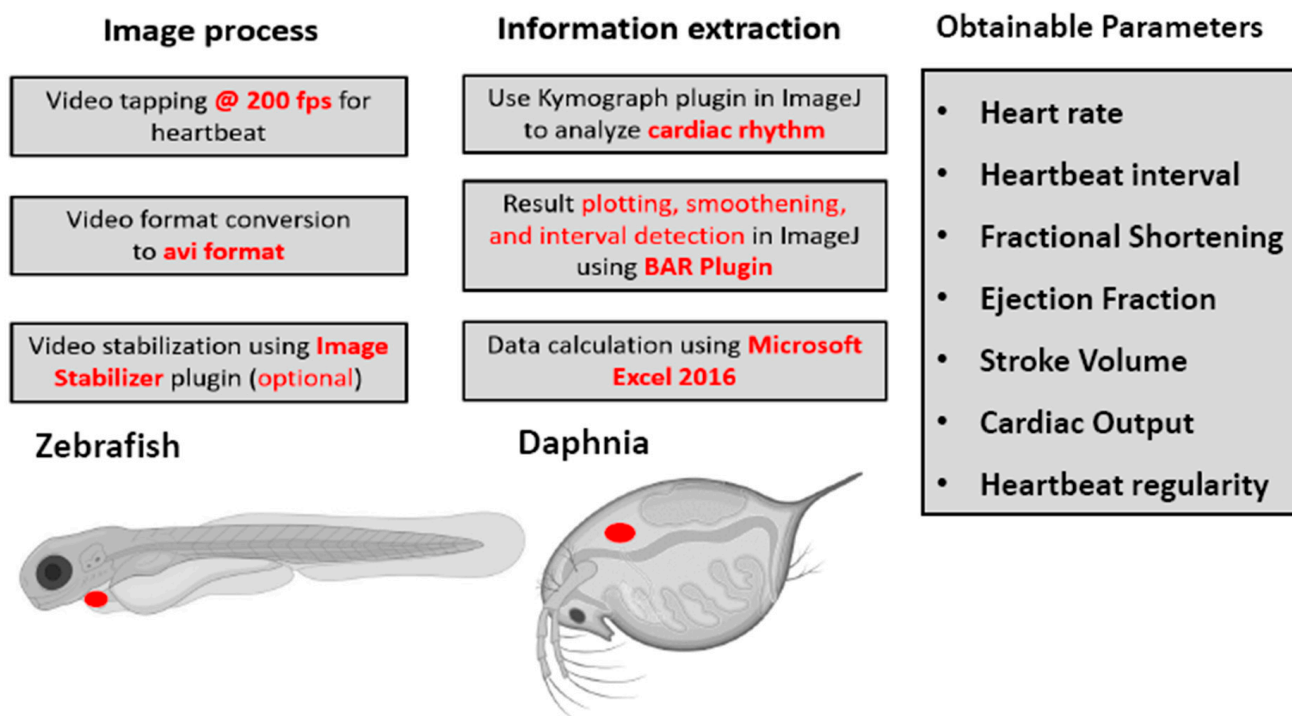 Image process
Video tapping @ 200 fps for
heartbeat
Video format conversion
to avi format
Video stabilization using Image
Stabilizer plugin (optional)
Information extraction
Use Kymograph plugin in ImageJ
to analyze cardiac rhythm
Result plotting, smoothening,
and interval detection in ImageJ
using BAR Plugin
Data calculation using Microsoft
Excel 2016
Obtainable Parameters
• Heart rate
• Heartbeat interval
• Fractional Shortening
• Ejection Fraction
• Stroke Volume
• Cardiac Output
• Heartbeat regularity
Zebrafish
Daphnia